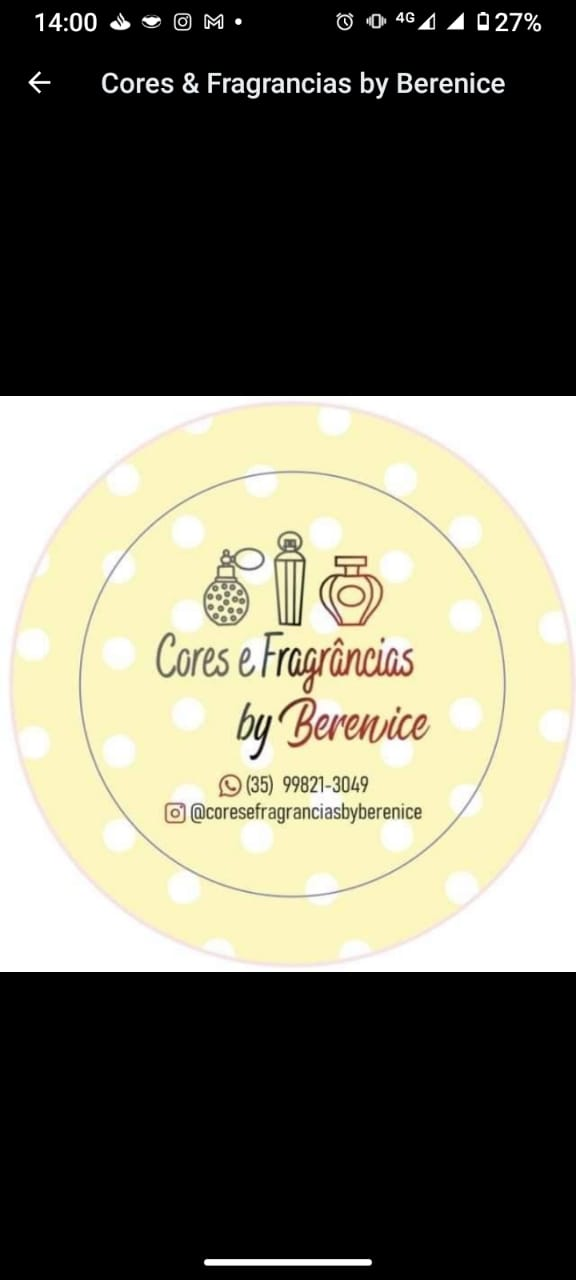 14:00 4G 27%
Cores & Fragrancias by Berenice
Cores e Fragrâncias
by Berenice
(35) 99821-3049
@coresefragranciasbyberenice